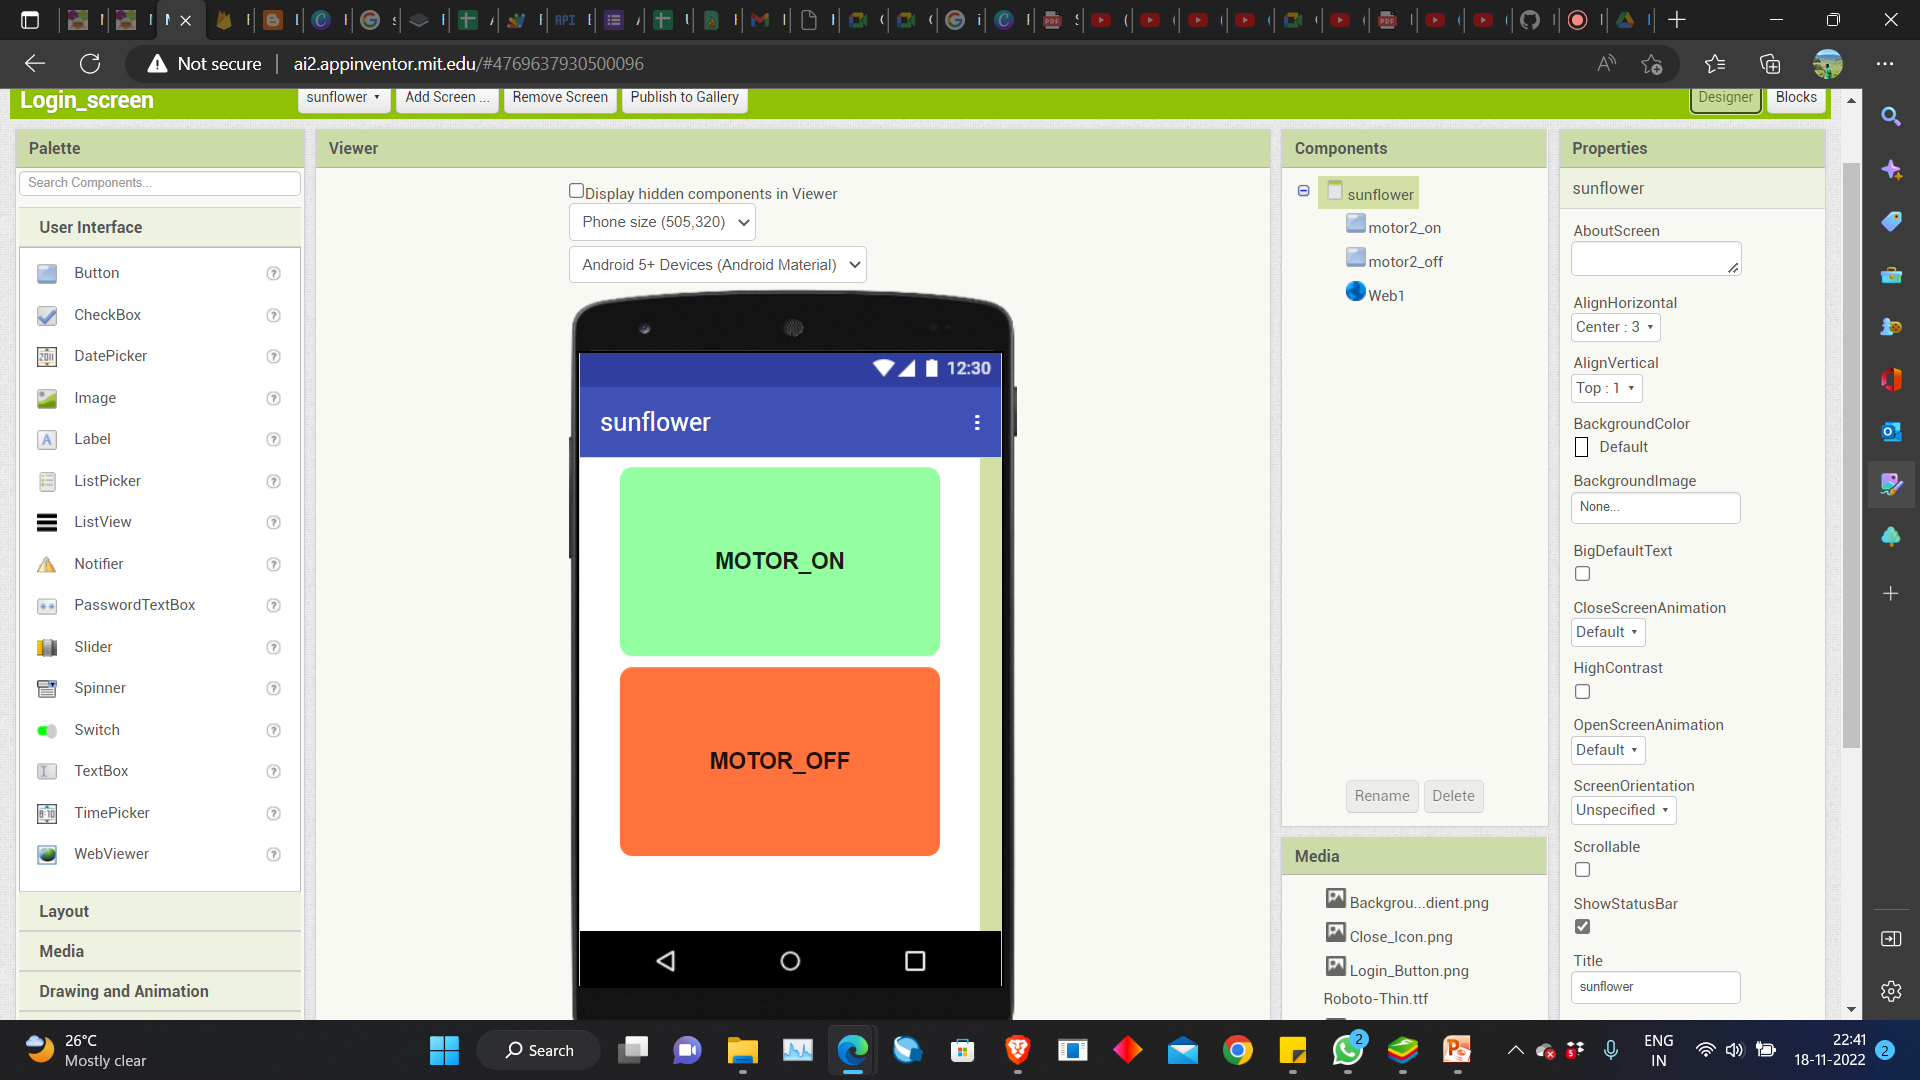 Not secure
ai2.appinventor.mit.edu/#4769637930500096
Login_screen
sunflower
Add Screen ...
Remove Screen
Publish to Gallery
Designer
Blocks
Palette
Search Components...
User Interface
Button
CheckBox
DatePicker
Image
Label
ListPicker
ListView
Notifier
PasswordTextBox
Slider
Spinner
Switch
TextBox
TimePicker
WebViewer
Layout
Media
Drawing and Animation
Viewer
Display hidden components in Viewer
Phone size (505,320)
Android 5+ Devices (Android Material)
12:30
sunflower
MOTOR_ON
MOTOR_OFF
Components
sunflower
motor2_on
motor2_off
Web1
Rename
Delete
Media
Backgrou...dient.png
Close_Icon.png
Login_Button.png
Roboto-Thin.ttf
Properties
sunflower
AboutScreen
AlignHorizontal
Center : 3
AlignVertical
Top : 1
BackgroundColor
Default
BackgroundImage
None...
BigDefaultText
CloseScreenAnimation
Default
HighContrast
OpenScreenAnimation
Default
ScreenOrientation
Unspecified
Scrollable
ShowStatusBar
Title
sunflower
26°C
Mostly clear
Search
2
ENG
IN
22:41
18-11-2022
2